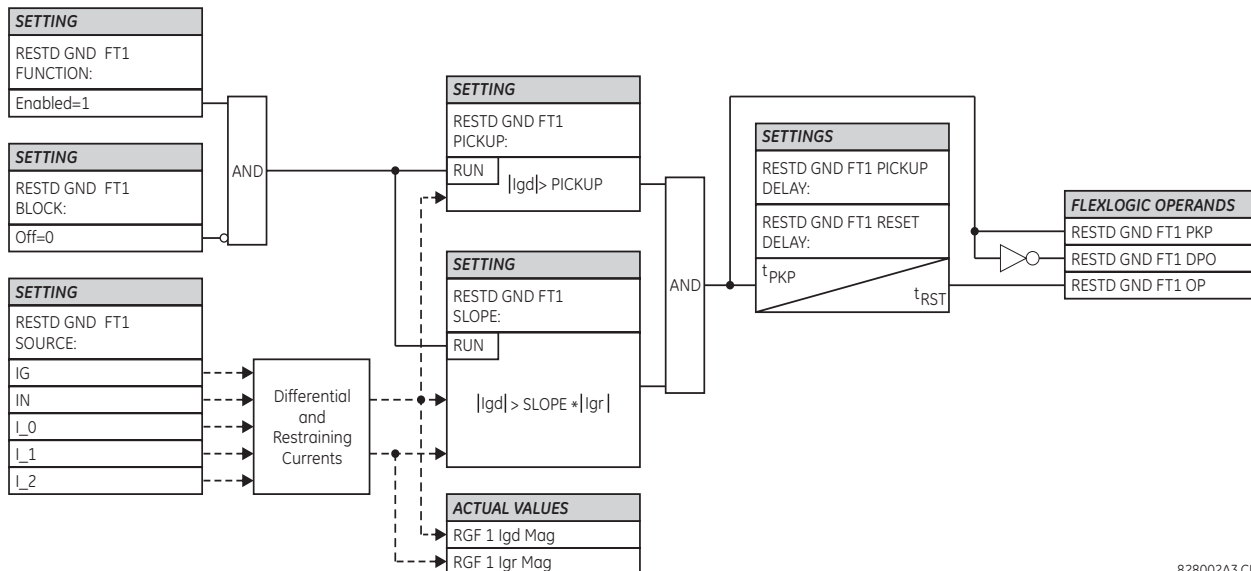 SETTING
RESTD GND FT1
FUNCTION:
Enabled=1
SETTING
RESTD GND FT1
BLOCK:
Off=0
SETTING
RESTD GND FT1
SOURCE:
IG
IN
I_0
I_1
I_2
AND
Differential
and
Restraining
Currents
SETTING
RESTD GND FT1
PICKUP:
RUN
|Igd|> PICKUP
SETTING
RESTD GND FT1
SLOPE:
RUN
|Igd| > SLOPE *|Igr|
ACTUAL VALUES
RGF 1 Igd Mag
RGF 1 Igr Mag
AND
SETTINGS
RESTD GND FT1 PICKUP
DELAY:
RESTD GND FT1 RESET
DELAY:
tPKP
tRST
FLEXLOGIC OPERANDS
RESTD GND FT1 PKP
RESTD GND FT1 DPO
RESTD GND FT1 OP